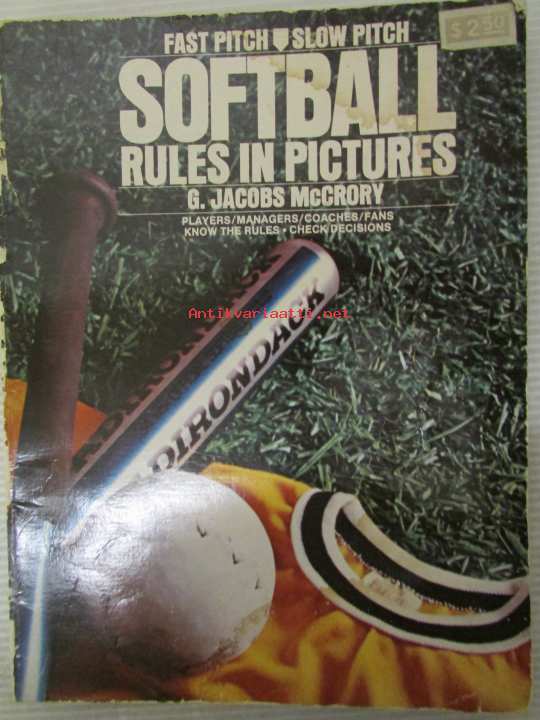 FAST PITCH SLOW PITCH
$ 2.50
SOFTBALL
RULES IN PICTURES
G. JACOBS McCRORY
PLAYERS/MANAGERS/COACHES/FANS
KNOW THE RULES • CHECK DECISIONS
Antikvariaatti.net
ADIRONDACK
ADIRONDACK